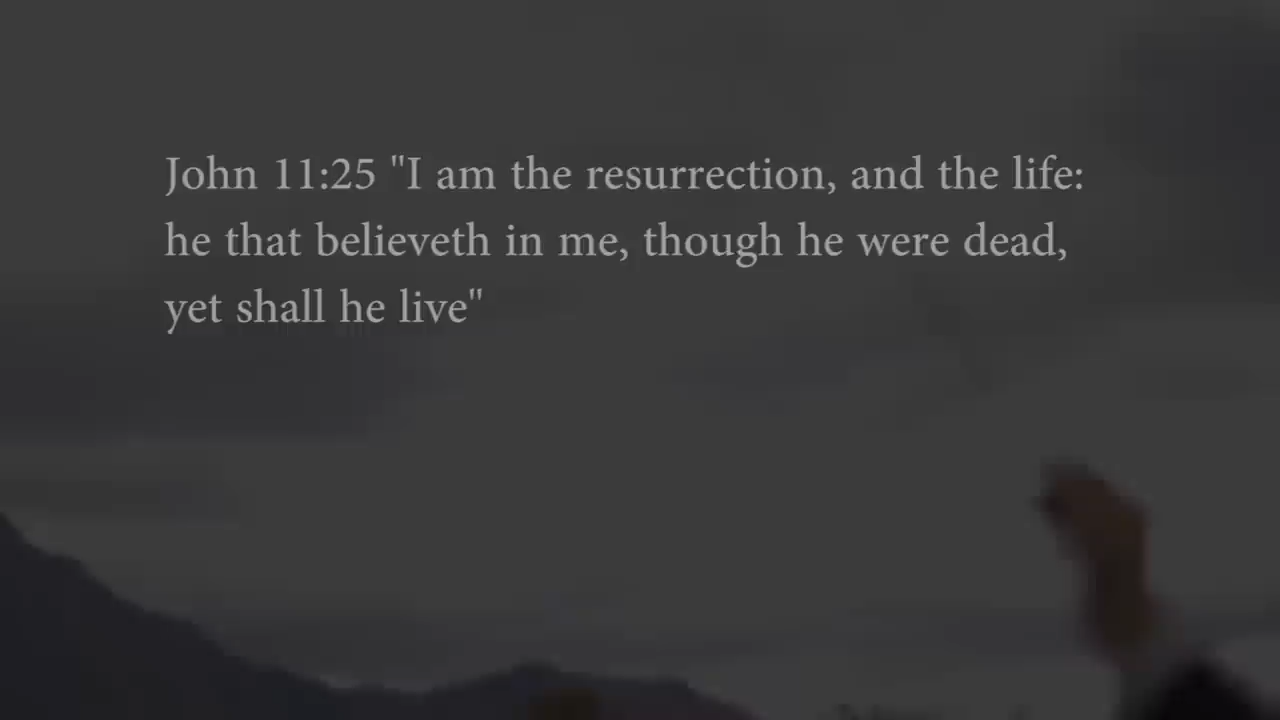 John 11:25 "I am the resurrection, and the life:
he that believeth in me, though he were dead,
yet shall he live"